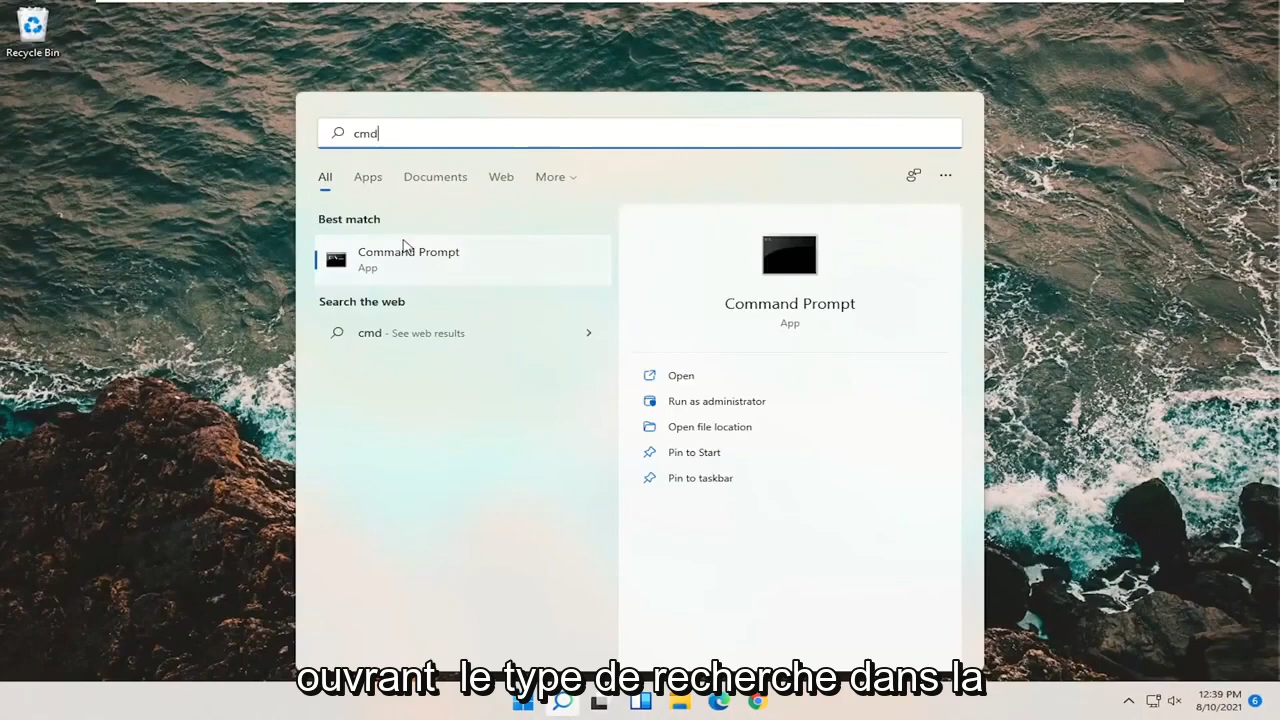 Recycle Bin
cmd
All Apps Documents Web More
Best match
Command Prompt
App
Search the web
cmd - See web results
Command Prompt
App
Open
Run as administrator
Open file location
Pin to Start
Pin to taskbar
ouvrant le type de recherche dans la
12:39 PM
8/10/2021
6